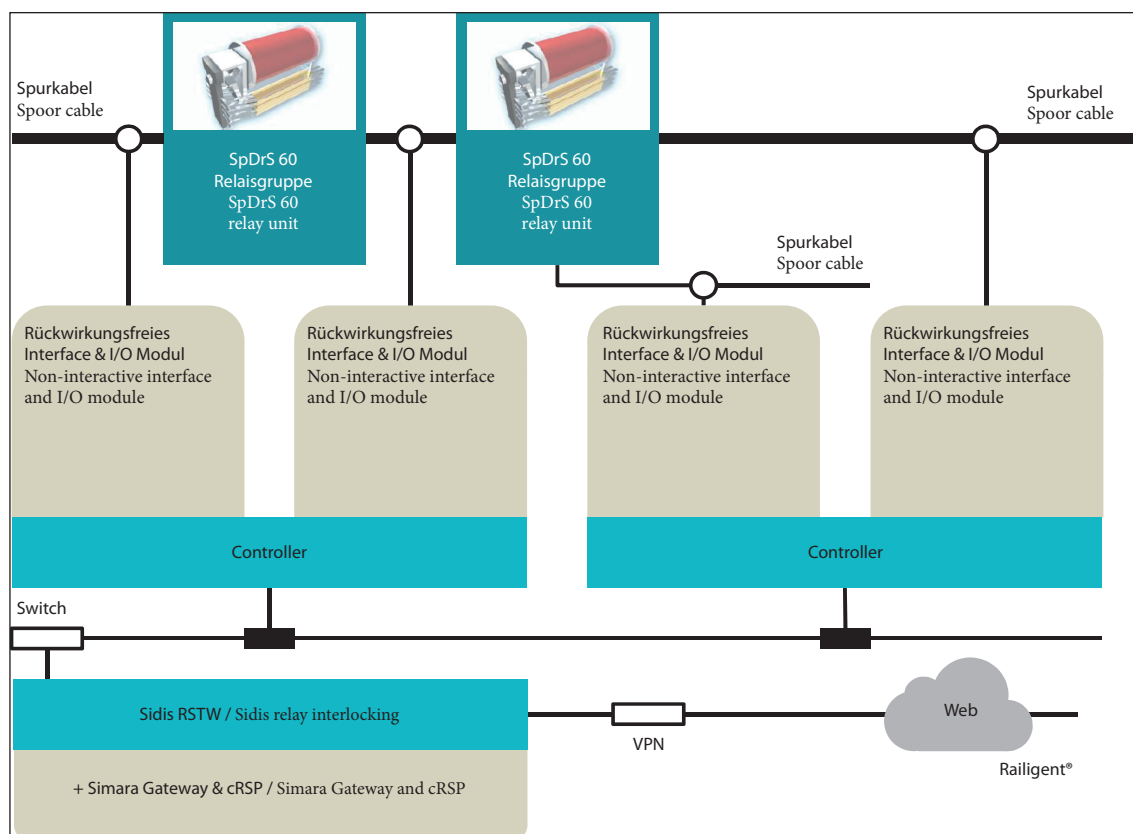 Spurkabel
Spoor cable
Spurkabel
Spoor cable
SpDrS 60
Relaisgruppe
SpDrS 60
relay unit
SpDrS 60
Relaisgruppe
SpDrS 60
relay unit
Spurkabel
Spoor cable
Rückwirkungsfreies
Interface & I/O Modul
Non-interactive interface
and I/O module
Rückwirkungsfreies
Interface & I/O Modul
Non-interactive interface
and I/O module
Rückwirkungsfreies
Interface & I/O Modul
Non-interactive interface
and I/O module
Rückwirkungsfreies
Interface & I/O Modul
Non-interactive interface
and I/O module
Controller
Controller
Switch
Sidis RSTW / Sidis relay interlocking
VPN
Web
Railigent®
+ Simara Gateway & cRSP / Simara Gateway and cRSP